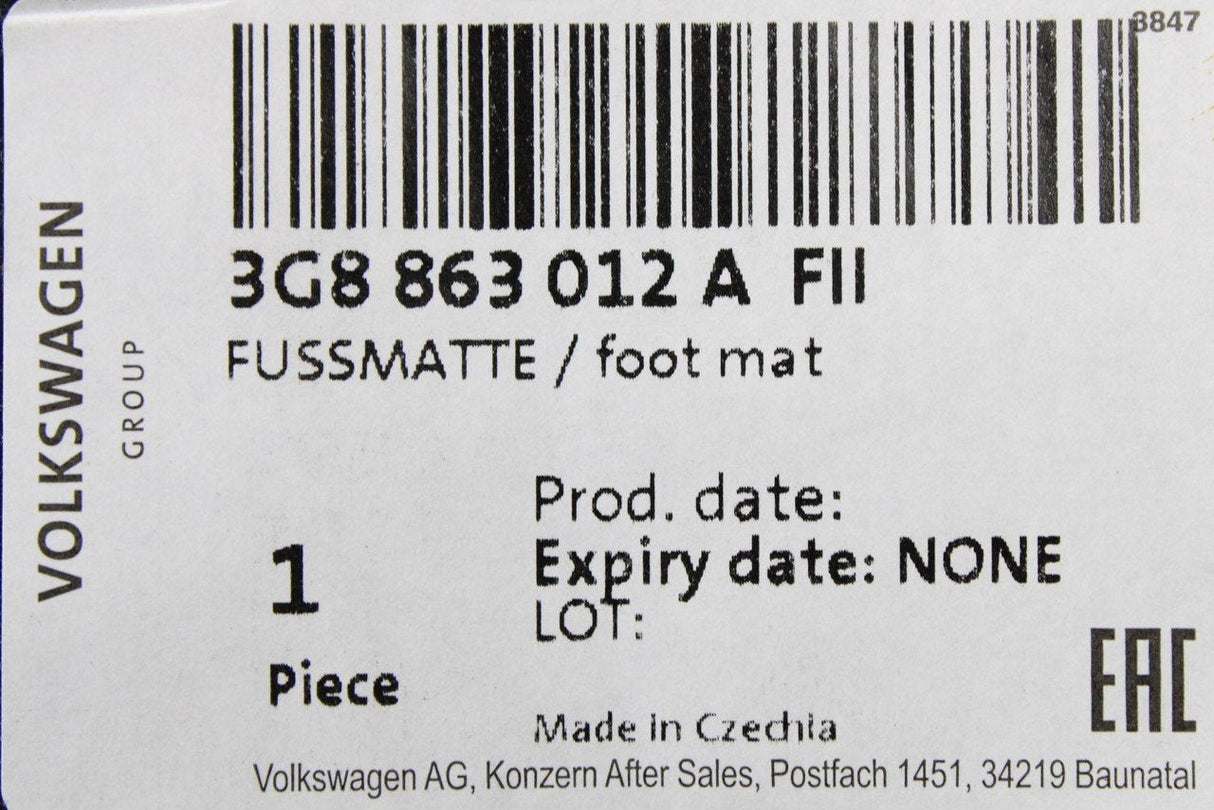 3847
3G8 863 012 A FII
FUSSMATTE / foot mat
VOLKSWAGEN
GROUP
Prod. date:
Expiry date: NONE
LOT:
1
Piece
EAC
Made in Czechia
Volkswagen AG, Konzern After Sales, Postfach 1451, 34219 Baunatal